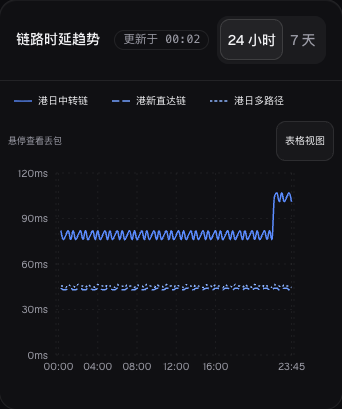 链路时延趋势
更新于 00:02
24 小时
7 天
港日中转链
港新直达链
港日多路径
悬停查看丢包
表格视图
120ms
90ms
60ms
30ms
0ms
00:00 04:00 08:00 12:00 16:00 23:45